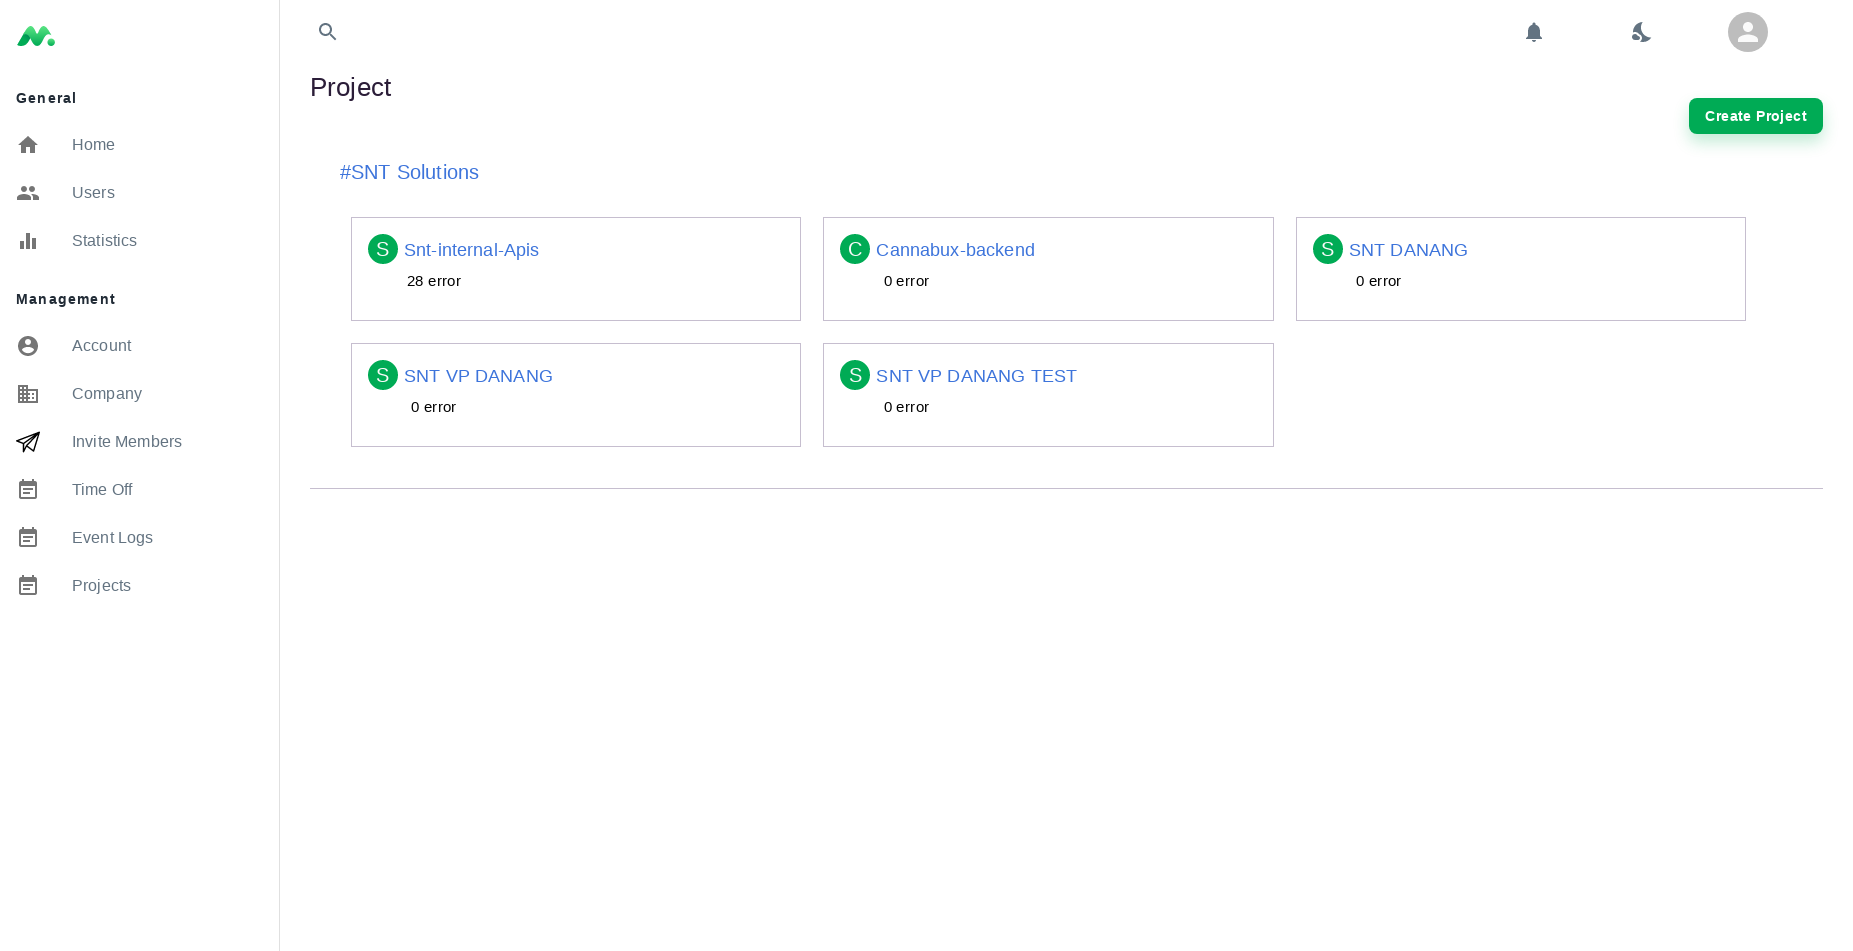 General
Home
Users
Statistics
Management
Account
Company
Invite Members
Time Off
Event Logs
Projects
Project
Create Project
#SNT Solutions
S Snt-internal-Apis
28 error
C Cannabux-backend
0 error
S SNT DANANG
0 error
S SNT VP DANANG
0 error
S SNT VP DANANG TEST
0 error